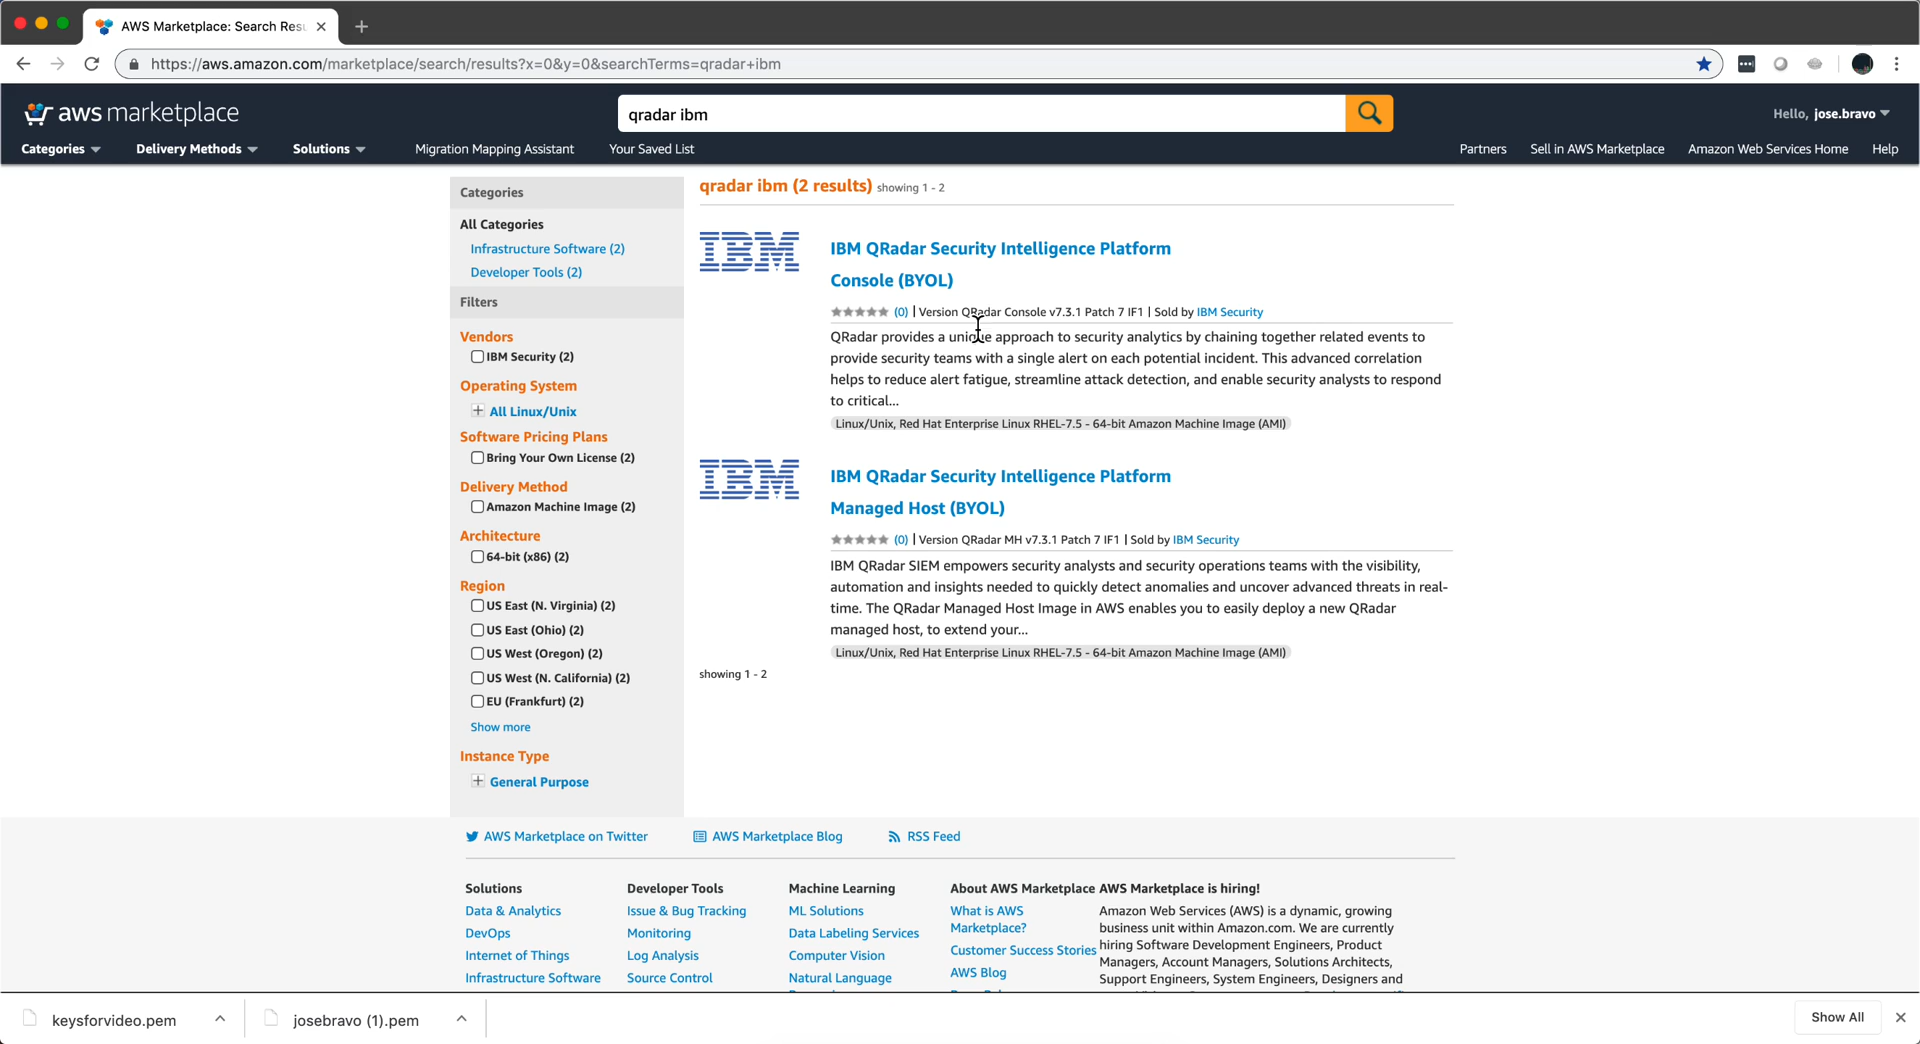 AWS Marketplace: Search Resu
https://aws.amazon.com/marketplace/search/results?x=0&y=0&searchTerms=qradar+ibm
aws marketplace
qradar ibm
Hello, jose.bravo
Categories
Delivery Methods
Solutions
Migration Mapping Assistant
Your Saved List
Partners
Sell in AWS Marketplace
Amazon Web Services Home
Help
Categories
All Categories
Infrastructure Software (2)
Developer Tools (2)
Filters
Vendors
IBM Security (2)
Operating System
All Linux/Unix
Software Pricing Plans
Bring Your Own License (2)
Delivery Method
Amazon Machine Image (2)
Architecture
64-bit (x86) (2)
Region
US East (N. Virginia) (2)
US East (Ohio) (2)
US West (Oregon) (2)
US West (N. California) (2)
EU (Frankfurt) (2)
Show more
Instance Type
General Purpose
qradar ibm (2 results) showing 1 - 2
IBM
IBM QRadar Security Intelligence Platform
Console (BYOL)
(0) | Version QRadar Console v7.3.1 Patch 7 IF1 | Sold by IBM Security
QRadar provides a unique approach to security analytics by chaining together related events to
provide security teams with a single alert on each potential incident. This advanced correlation
helps to reduce alert fatigue, streamline attack detection, and enable security analysts to respond
to critical...
Linux/Unix, Red Hat Enterprise Linux RHEL-7.5 - 64-bit Amazon Machine Image (AMI)
IBM
IBM QRadar Security Intelligence Platform
Managed Host (BYOL)
(0) | Version QRadar MH v7.3.1 Patch 7 IF1 | Sold by IBM Security
IBM QRadar SIEM empowers security analysts and security operations teams with the visibility,
automation and insights needed to quickly detect anomalies and uncover advanced threats in real-
time. The QRadar Managed Host Image in AWS enables you to easily deploy a new QRadar
managed host, to extend your...
Linux/Unix, Red Hat Enterprise Linux RHEL-7.5 - 64-bit Amazon Machine Image (AMI)
showing 1 - 2
AWS Marketplace on Twitter
AWS Marketplace Blog
RSS Feed
Solutions
Data & Analytics
DevOps
Internet of Things
Infrastructure Software
Developer Tools
Issue & Bug Tracking
Monitoring
Log Analysis
Source Control
Machine Learning
ML Solutions
Data Labeling Services
Computer Vision
Natural Language
About AWS Marketplace
What is AWS
Marketplace?
Customer Success Stories
AWS Blog
AWS Marketplace is hiring!
Amazon Web Services (AWS) is a dynamic, growing
business unit within Amazon.com. We are currently
hiring Software Development Engineers, Product
Managers, Account Managers, Solutions Architects,
Support Engineers, System Engineers, Designers and
keysforvideo.pem
josebravo (1).pem
Show All